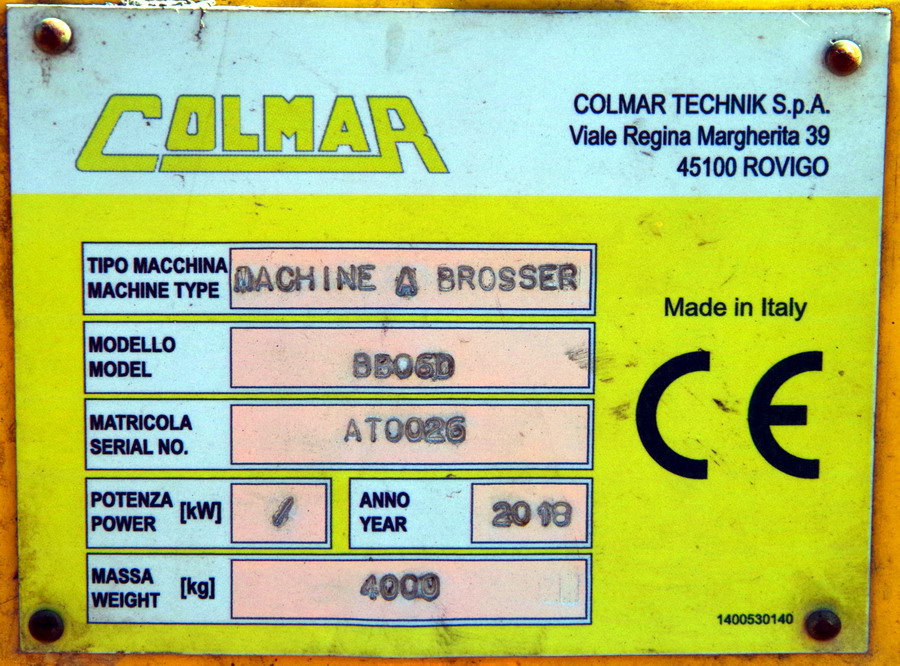 COLMAR
COLMAR TECHNIK S.p.A.
Viale Regina Margherita 39
45100 ROVIGO
TIPO MACCHINA
MACHINE TYPE
MACHINE A BROSSER
MODELLO
MODEL
BB06D
MATRICOLA
SERIAL NO.
AT0026
POTENZA
POWER
[kW]
/
ANNO
YEAR
2018
MASSA
WEIGHT
[kg]
4000
Made in Italy
CE
1400530140